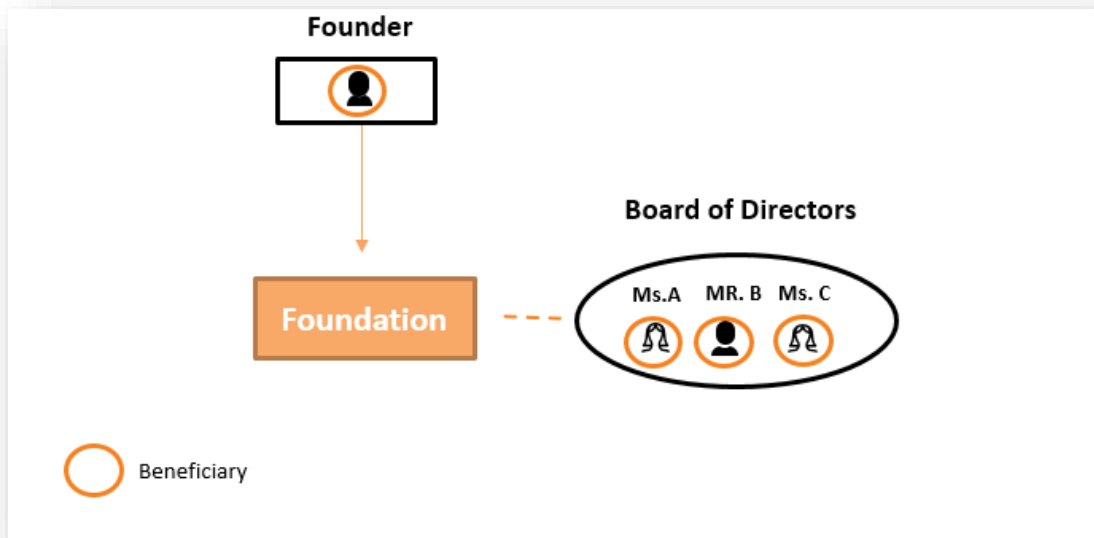 Founder
Board of Directors
Ms.A MR. B Ms. C
Foundation
Beneficiary